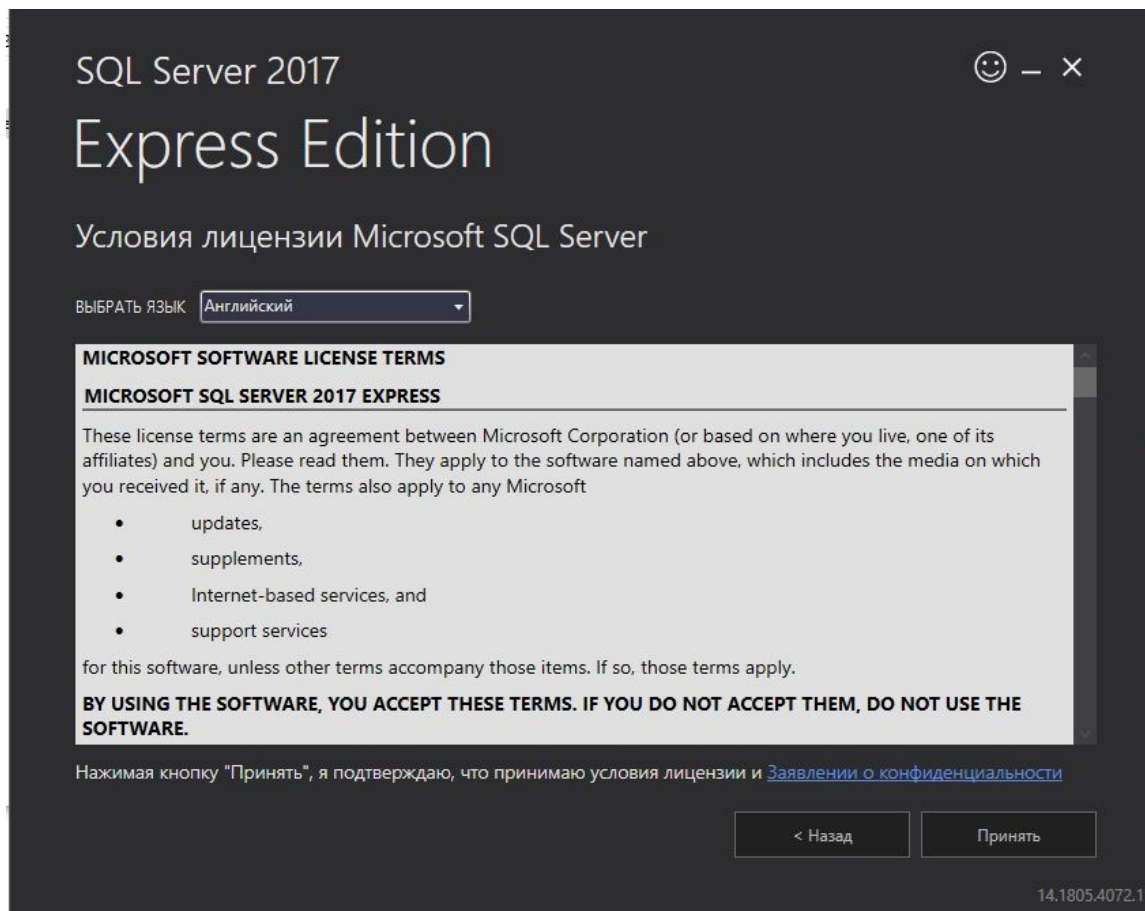 SQL Server 2017
Express Edition
Условия лицензии Microsoft SQL Server
ВЫБРАТЬ ЯЗЫК Английский
MICROSOFT SOFTWARE LICENSE TERMS
MICROSOFT SQL SERVER 2017 EXPRESS
These license terms are an agreement between Microsoft Corporation (or based on where you live, one of its
affiliates) and you. Please read them. They apply to the software named above, which includes the media on which
you received it, if any. The terms also apply to any Microsoft
• updates,
• supplements,
• Internet-based services, and
• support services
for this software, unless other terms accompany those items. If so, those terms apply.
BY USING THE SOFTWARE, YOU ACCEPT THESE TERMS. IF YOU DO NOT ACCEPT THEM, DO NOT USE THE
SOFTWARE.
Нажимая кнопку "Принять", я подтверждаю, что принимаю условия лицензии и Заявлении о конфиденциальности
< Назад Принять
14.1805.4072.1